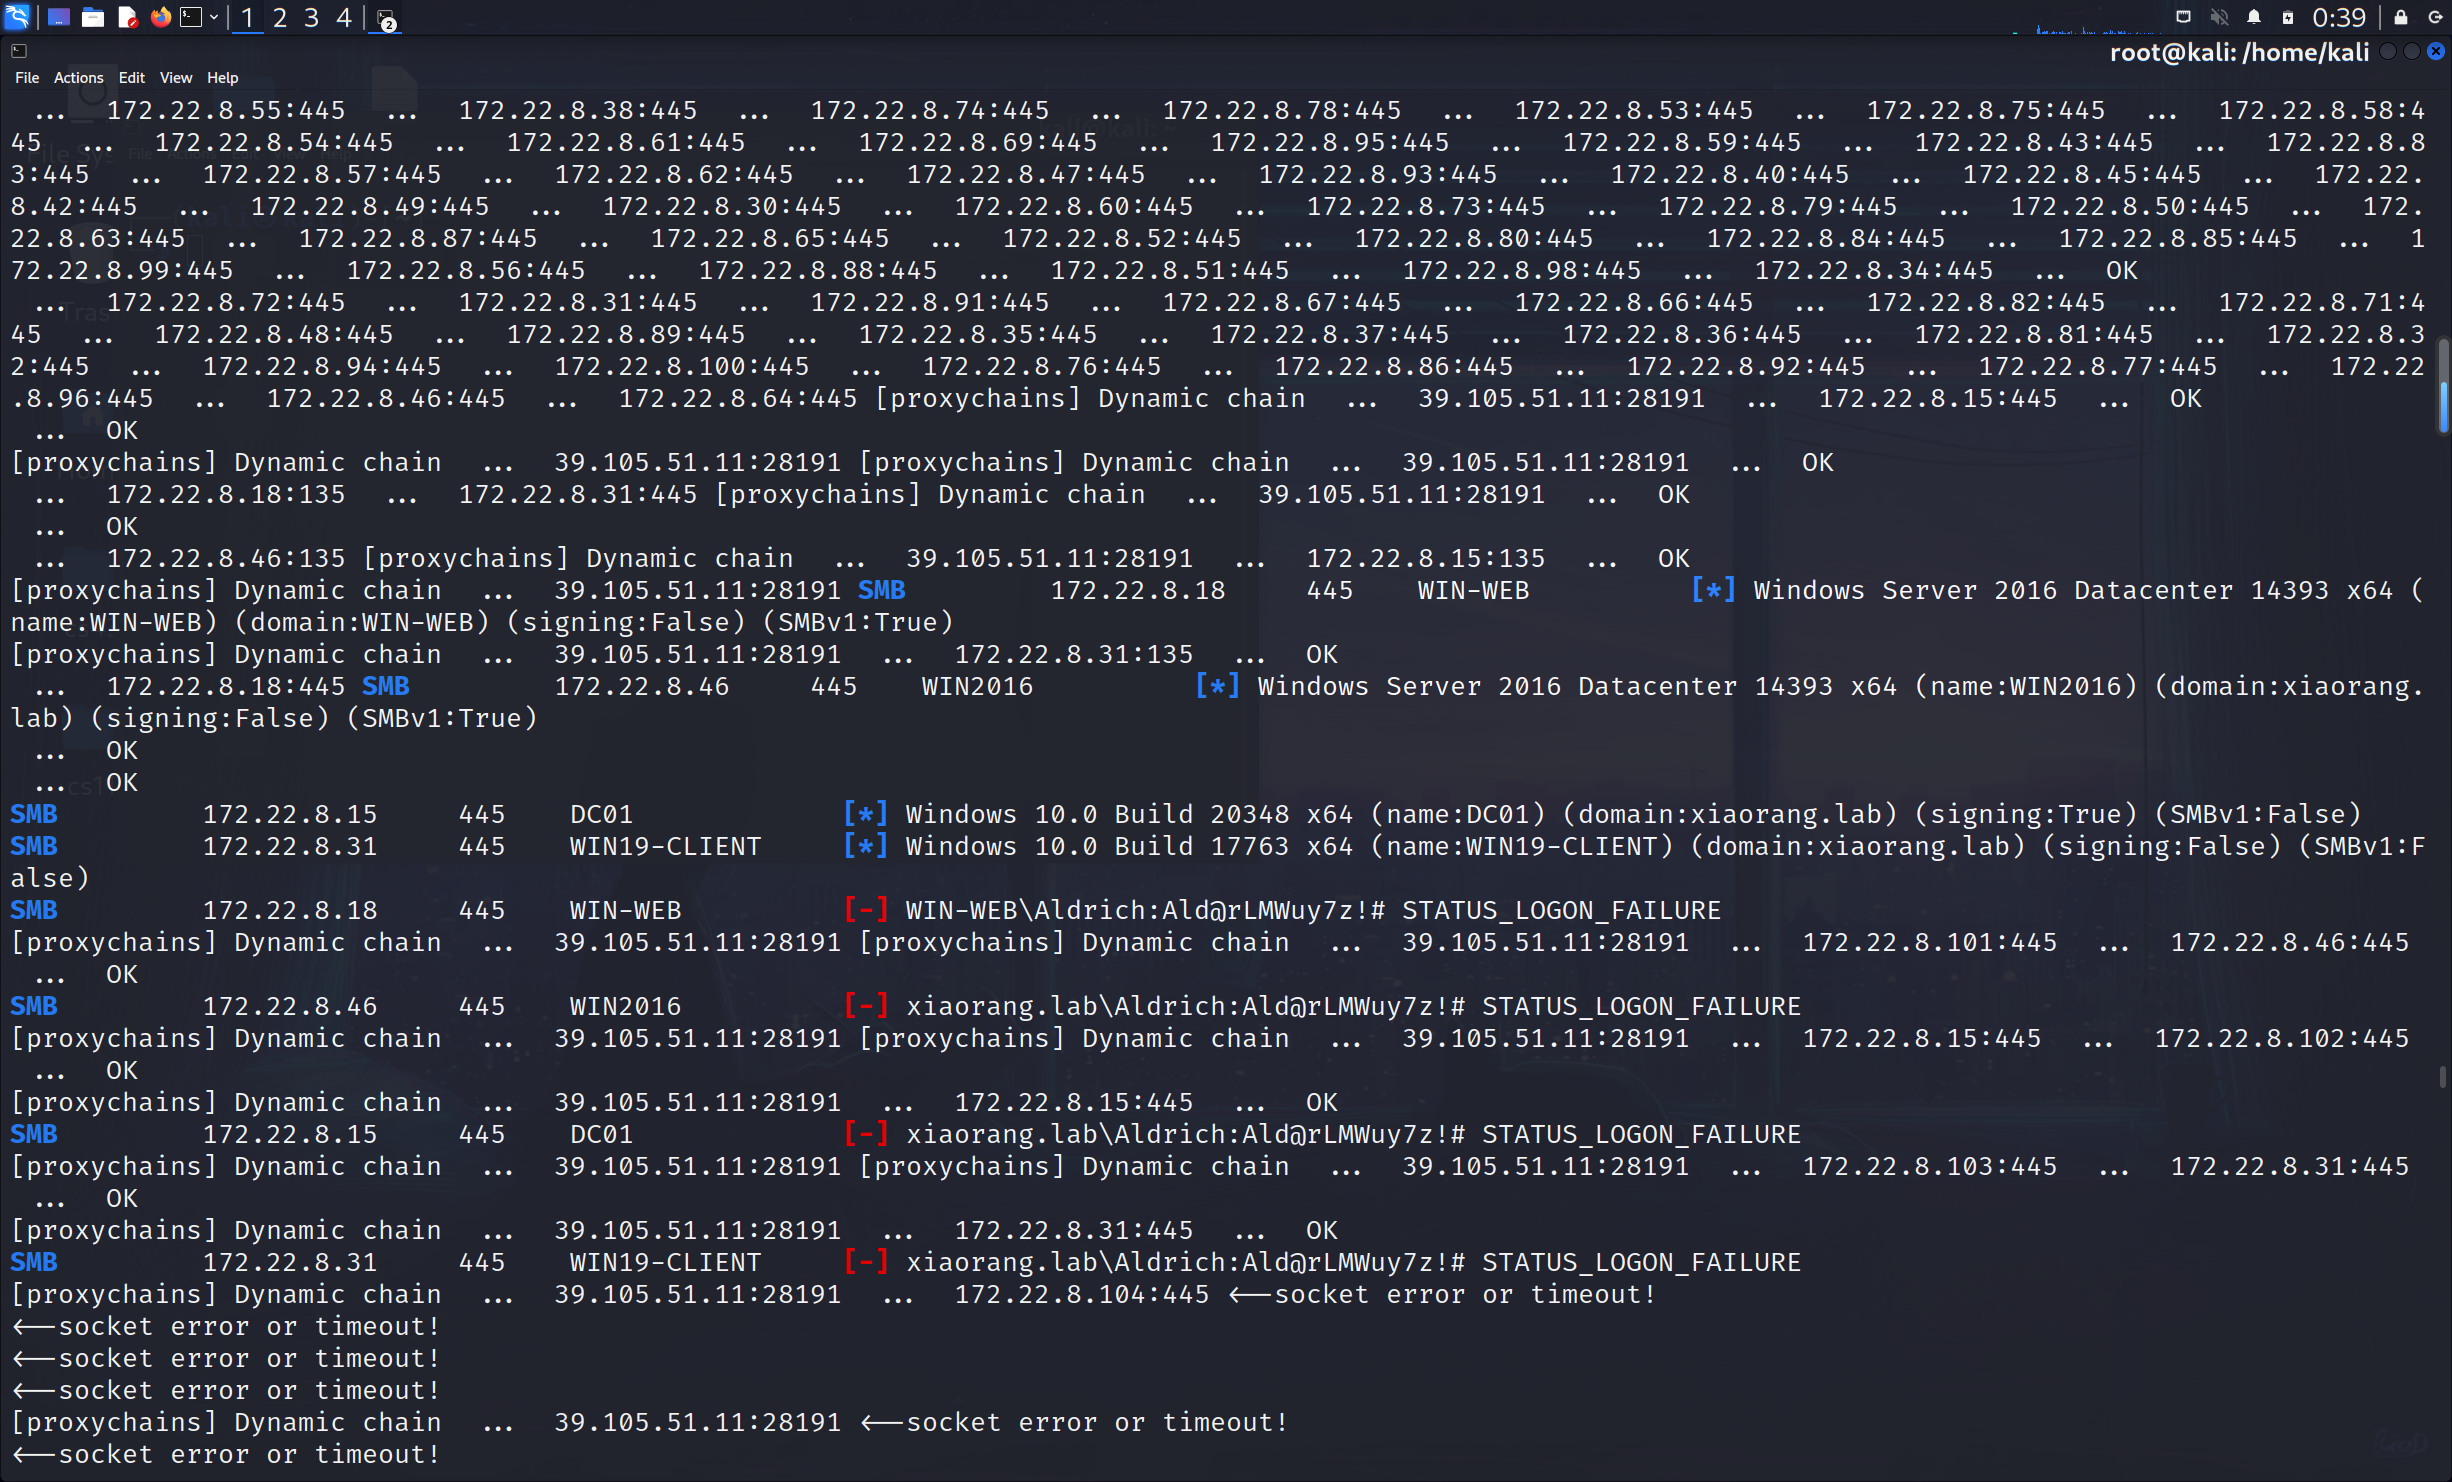 1 2 3 4 2 0:39
root@kali: /home/kali
File Actions Edit View Help
... 172.22.8.55:445 ... 172.22.8.38:445 ... 172.22.8.74:445 ... 172.22.8.78:445 ... 172.22.8.53:445 ... 172.22.8.75:445 ... 172.22.8.58:4
45 ... 172.22.8.54:445 ... 172.22.8.61:445 ... 172.22.8.69:445 ... 172.22.8.95:445 ... 172.22.8.59:445 ... 172.22.8.43:445 ... 172.22.8.8
3:445 ... 172.22.8.57:445 ... 172.22.8.62:445 ... 172.22.8.47:445 ... 172.22.8.93:445 ... 172.22.8.40:445 ... 172.22.8.45:445 ... 172.22.
8.42:445 ... 172.22.8.49:445 ... 172.22.8.30:445 ... 172.22.8.60:445 ... 172.22.8.73:445 ... 172.22.8.79:445 ... 172.22.8.50:445 ... 172.
22.8.63:445 ... 172.22.8.87:445 ... 172.22.8.65:445 ... 172.22.8.52:445 ... 172.22.8.80:445 ... 172.22.8.84:445 ... 172.22.8.85:445 ... 1
72.22.8.99:445 ... 172.22.8.56:445 ... 172.22.8.88:445 ... 172.22.8.51:445 ... 172.22.8.98:445 ... 172.22.8.34:445 ... OK
... 172.22.8.72:445 ... 172.22.8.31:445 ... 172.22.8.91:445 ... 172.22.8.67:445 ... 172.22.8.66:445 ... 172.22.8.82:445 ... 172.22.8.71:4
45 ... 172.22.8.48:445 ... 172.22.8.89:445 ... 172.22.8.35:445 ... 172.22.8.37:445 ... 172.22.8.36:445 ... 172.22.8.81:445 ... 172.22.8.3
2:445 ... 172.22.8.94:445 ... 172.22.8.100:445 ... 172.22.8.76:445 ... 172.22.8.86:445 ... 172.22.8.92:445 ... 172.22.8.77:445 ... 172.22
.8.96:445 ... 172.22.8.46:445 ... 172.22.8.64:445 [proxychains] Dynamic chain ... 39.105.51.11:28191 ... 172.22.8.15:445 ... OK
... OK
[proxychains] Dynamic chain ... 39.105.51.11:28191 [proxychains] Dynamic chain ... 39.105.51.11:28191 ... OK
... 172.22.8.18:135 ... 172.22.8.31:445 [proxychains] Dynamic chain ... 39.105.51.11:28191 ... OK
... OK
... 172.22.8.46:135 [proxychains] Dynamic chain ... 39.105.51.11:28191 ... 172.22.8.15:135 ... OK
[proxychains] Dynamic chain ... 39.105.51.11:28191 SMB 172.22.8.18 445 WIN-WEB [*] Windows Server 2016 Datacenter 14393 x64 (
name:WIN-WEB) (domain:WIN-WEB) (signing:False) (SMBv1:True)
[proxychains] Dynamic chain ... 39.105.51.11:28191 ... 172.22.8.31:135 ... OK
... 172.22.8.18:445 SMB 172.22.8.46 445 WIN2016 [*] Windows Server 2016 Datacenter 14393 x64 (name:WIN2016) (domain:xiaorang.
lab) (signing:False) (SMBv1:True)
... OK
... OK
SMB 172.22.8.15 445 DC01 [*] Windows 10.0 Build 20348 x64 (name:DC01) (domain:xiaorang.lab) (signing:True) (SMBv1:False)
SMB 172.22.8.31 445 WIN19-CLIENT [*] Windows 10.0 Build 17763 x64 (name:WIN19-CLIENT) (domain:xiaorang.lab) (signing:False) (SMBv1:F
alse)
SMB 172.22.8.18 445 WIN-WEB [-] WIN-WEB\Aldrich:Ald@rLMWuy7z!# STATUS_LOGON_FAILURE
[proxychains] Dynamic chain ... 39.105.51.11:28191 [proxychains] Dynamic chain ... 39.105.51.11:28191 ... 172.22.8.101:445 ... 172.22.8.46:445
... OK
SMB 172.22.8.46 445 WIN2016 [-] xiaorang.lab\Aldrich:Ald@rLMWuy7z!# STATUS_LOGON_FAILURE
[proxychains] Dynamic chain ... 39.105.51.11:28191 [proxychains] Dynamic chain ... 39.105.51.11:28191 ... 172.22.8.15:445 ... 172.22.8.102:445
... OK
[proxychains] Dynamic chain ... 39.105.51.11:28191 ... 172.22.8.15:445 ... OK
SMB 172.22.8.15 445 DC01 [-] xiaorang.lab\Aldrich:Ald@rLMWuy7z!# STATUS_LOGON_FAILURE
[proxychains] Dynamic chain ... 39.105.51.11:28191 [proxychains] Dynamic chain ... 39.105.51.11:28191 ... 172.22.8.103:445 ... 172.22.8.31:445
... OK
[proxychains] Dynamic chain ... 39.105.51.11:28191 ... 172.22.8.31:445 ... OK
SMB 172.22.8.31 445 WIN19-CLIENT [-] xiaorang.lab\Aldrich:Ald@rLMWuy7z!# STATUS_LOGON_FAILURE
[proxychains] Dynamic chain ... 39.105.51.11:28191 ... 172.22.8.104:445 <--socket error or timeout!
<--socket error or timeout!
<--socket error or timeout!
<--socket error or timeout!
[proxychains] Dynamic chain ... 39.105.51.11:28191 <--socket error or timeout!
<--socket error or timeout!